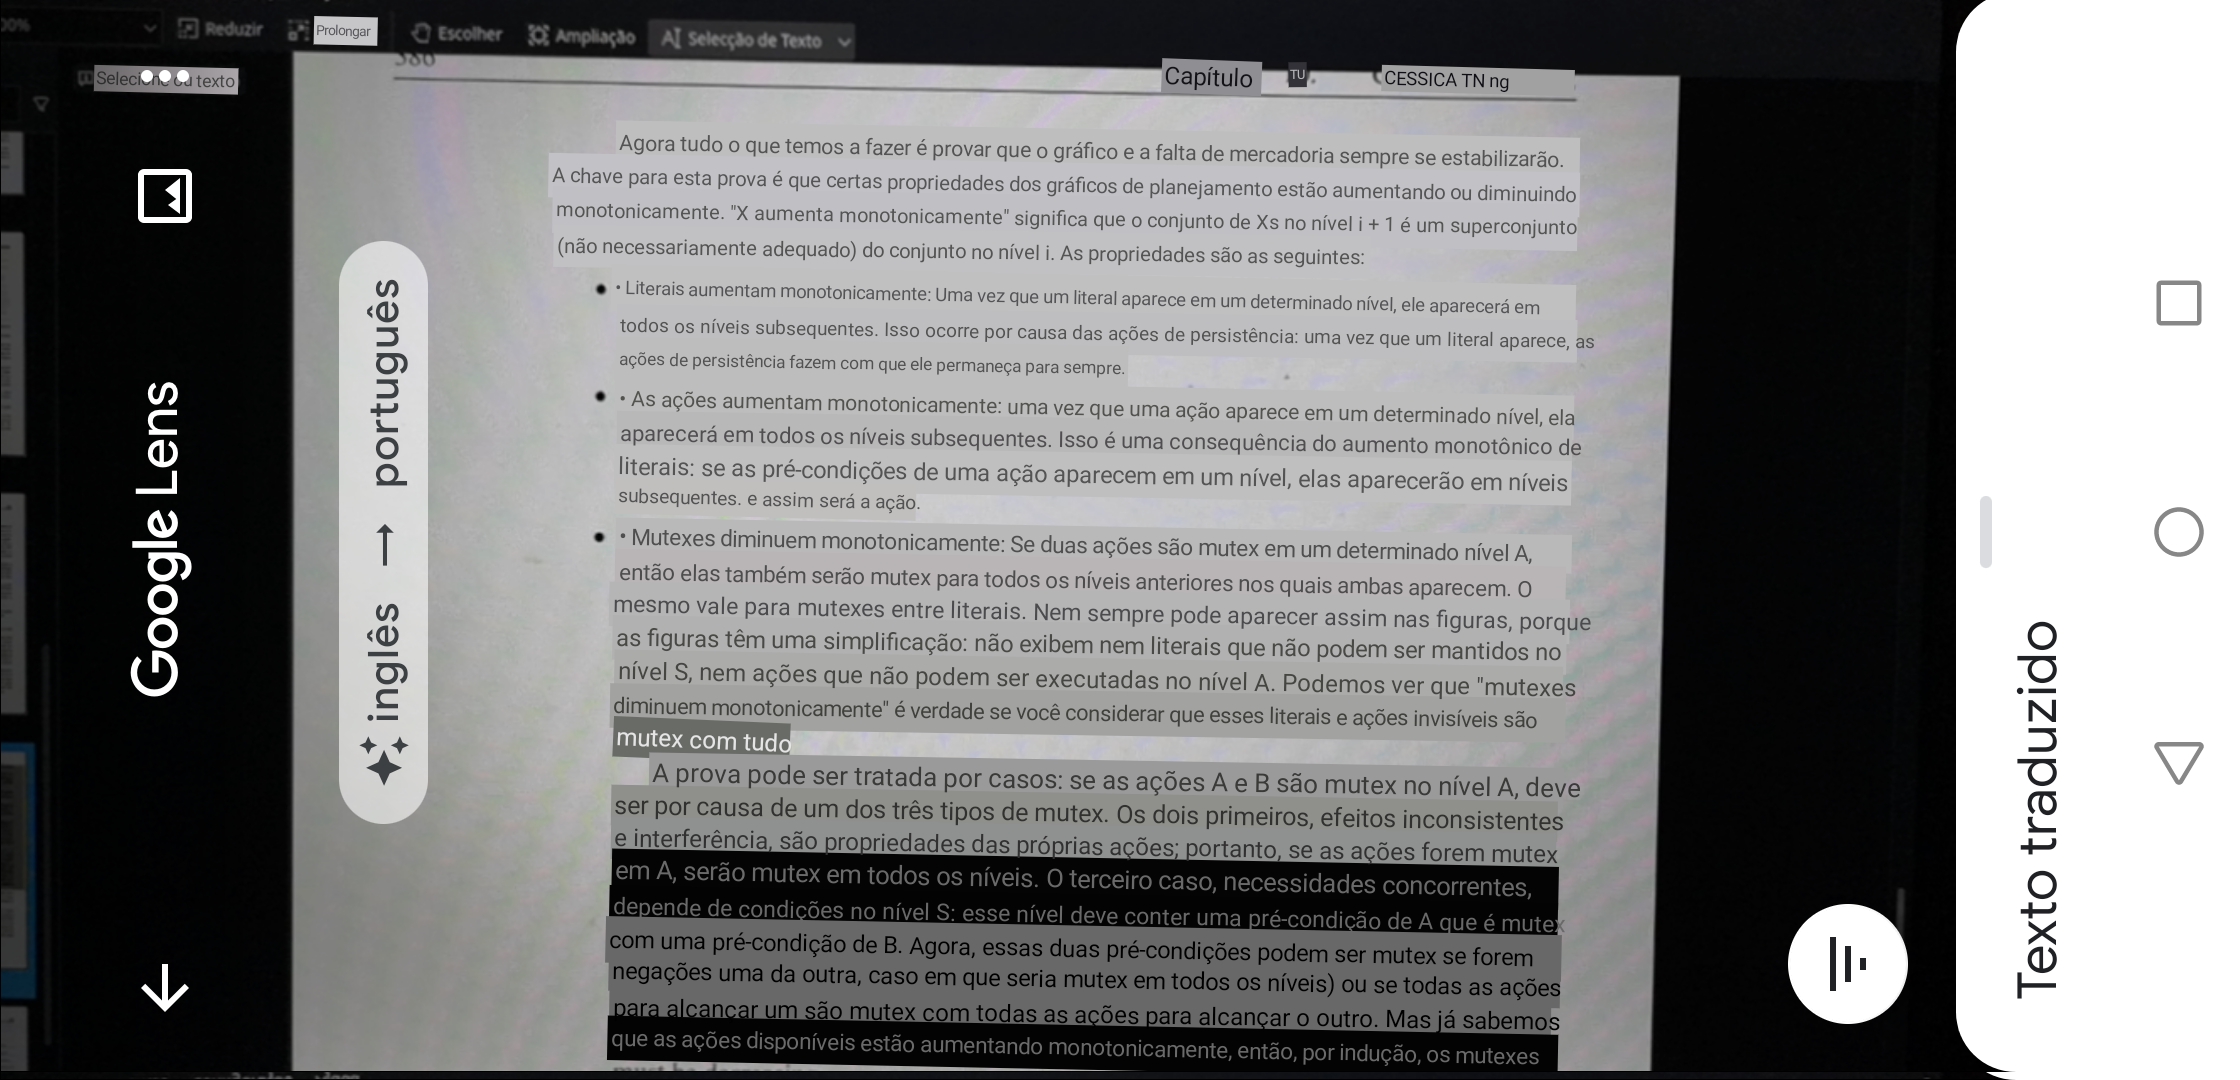 00%
Reduzir
Prolongar
Escolher
Ampliação
Selecção de Texto
Selecione ou texto
386
Capítulo
TU
CESSICA TN ng
Agora tudo o que temos a fazer é provar que o gráfico e a falta de mercadoria sempre se estabilizarão.
A chave para esta prova é que certas propriedades dos gráficos de planejamento estão aumentando ou diminuindo
monotonicamente. "X aumenta monotonicamente" significa que o conjunto de Xs no nível i + 1 é um superconjunto
(não necessariamente adequado) do conjunto no nível i. As propriedades são as seguintes:
• Literais aumentam monotonicamente: Uma vez que um literal aparece em um determinado nível, ele aparecerá em
todos os níveis subsequentes. Isso ocorre por causa das ações de persistência: uma vez que um literal aparece, as
ações de persistência fazem com que ele permaneça para sempre.
• As ações aumentam monotonicamente: uma vez que uma ação aparece em um determinado nível, ela
aparecerá em todos os níveis subsequentes. Isso é uma consequência do aumento monotônico de
literais: se as pré-condições de uma ação aparecem em um nível, elas aparecerão em níveis
subsequentes. e assim será a ação.
• Mutexes diminuem monotonicamente: Se duas ações são mutex em um determinado nível A,
então elas também serão mutex para todos os níveis anteriores nos quais ambas aparecem. O
mesmo vale para mutexes entre literais. Nem sempre pode aparecer assim nas figuras, porque
as figuras têm uma simplificação: não exibem nem literais que não podem ser mantidos no
nível S, nem ações que não podem ser executadas no nível A. Podemos ver que "mutexes
diminuem monotonicamente" é verdade se você considerar que esses literais e ações invisíveis são
mutex com tudo
A prova pode ser tratada por casos: se as ações A e B são mutex no nível A, deve
ser por causa de um dos três tipos de mutex. Os dois primeiros, efeitos inconsistentes
e interferência, são propriedades das próprias ações; portanto, se as ações forem mutex
em A, serão mutex em todos os níveis. O terceiro caso, necessidades concorrentes,
depende de condições no nível S: esse nível deve conter uma pré-condição de A que é mutex
com uma pré-condição de B. Agora, essas duas pré-condições podem ser mutex se forem
negações uma da outra, caso em que seria mutex em todos os níveis) ou se todas as ações
para alcançar um são mutex com todas as ações para alcançar o outro. Mas já sabemos
que as ações disponíveis estão aumentando monotonicamente, então, por indução, os mutexes
Google Lens
inglês → português
Texto traduzido